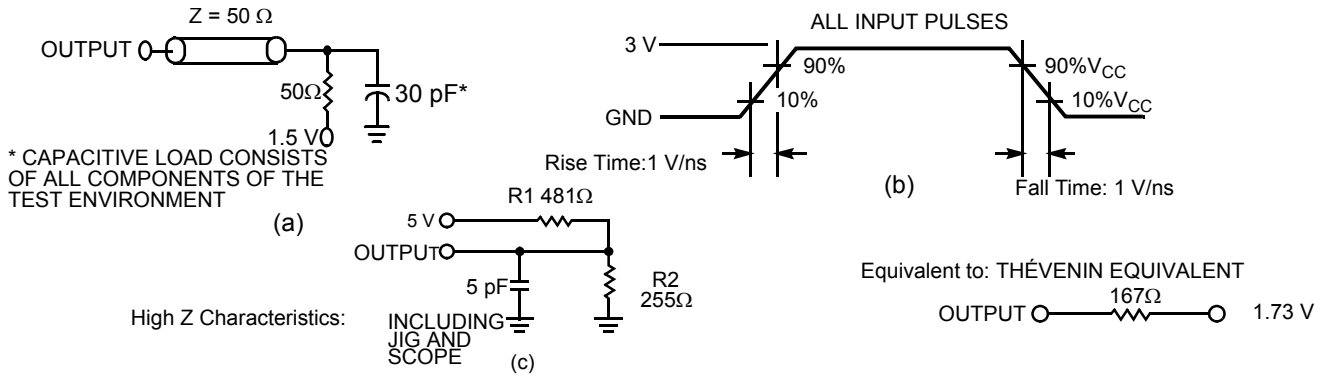 Z = 50 Ω
OUTPUT
50Ω
30 pF*
1.5 V
* CAPACITIVE LOAD CONSISTS
OF ALL COMPONENTS OF THE
TEST ENVIRONMENT
(a)
ALL INPUT PULSES
3 V
90%
10%
GND
90%VCC
10%VCC
Rise Time:1 V/ns
(b)
Fall Time: 1 V/ns
R1 481Ω
5 V
OUTPUT
5 pF
R2
255Ω
High Z Characteristics:
INCLUDING
JIG AND
SCOPE
(c)
Equivalent to: THÉVENIN EQUIVALENT
167Ω
OUTPUT
1.73 V